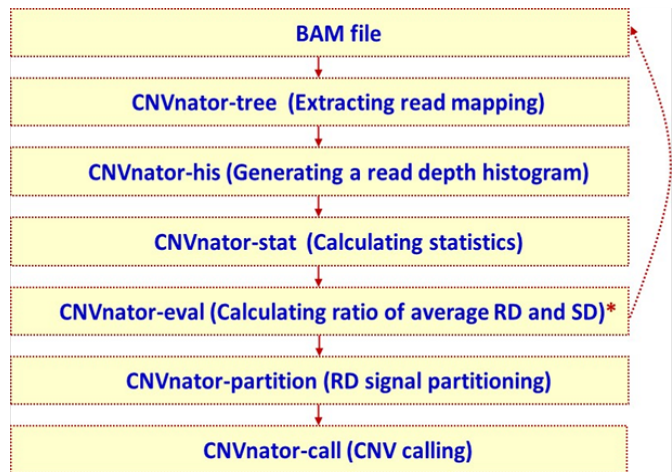 BAM file
CNVnator-tree (Extracting read mapping)
CNVnator-his (Generating a read depth histogram)
CNVnator-stat (Calculating statistics)
CNVnator-eval (Calculating ratio of average RD and SD)*
CNVnator-partition (RD signal partitioning)
CNVnator-call (CNV calling)